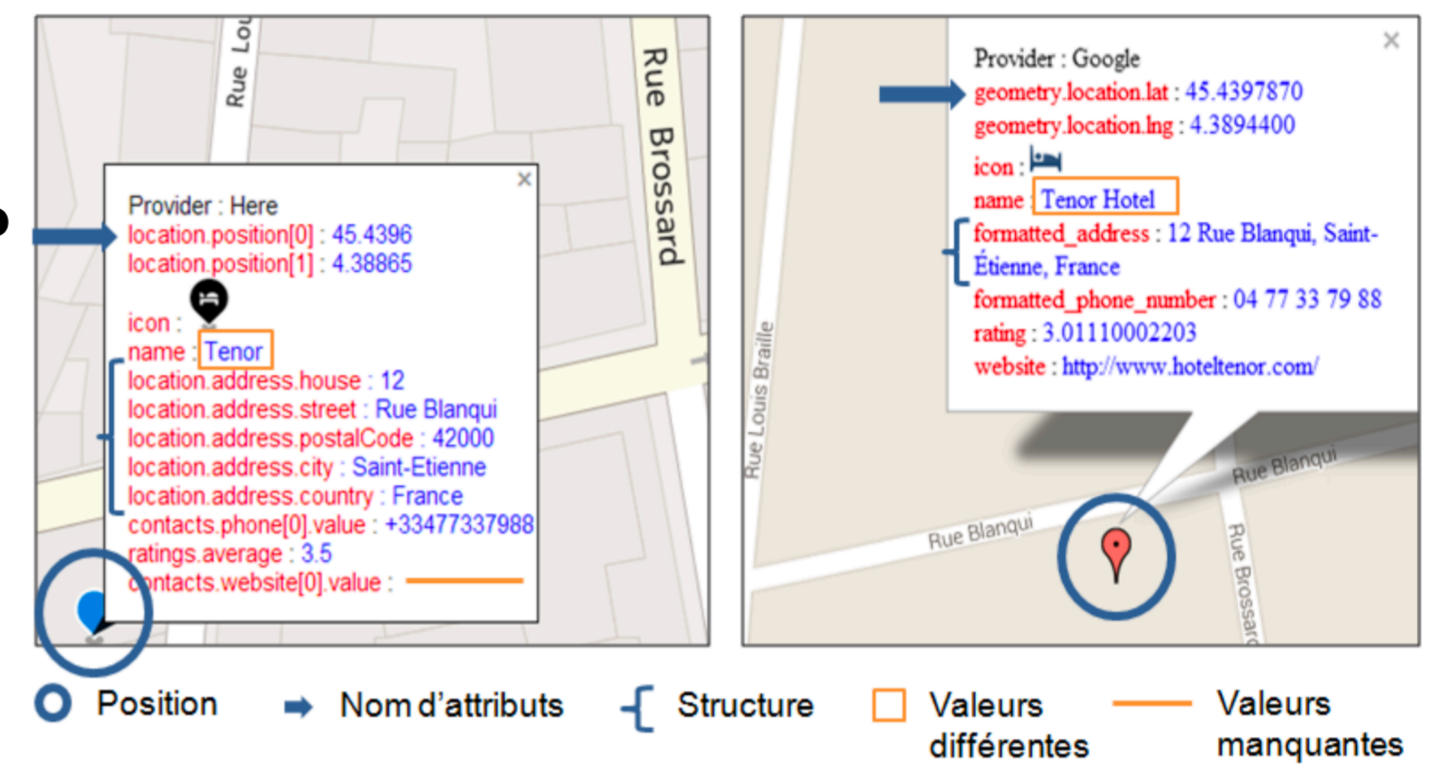 Rue Lou
Rue Brossard
×
Provider : Here
location.position[0] : 45.4396
location.position[1] : 4.38865
icon :
name : Tenor
location.address.house : 12
location.address.street : Rue Blanqui
location.address.postalCode : 42000
location.address.city : Saint-Etienne
location.address.country : France
contacts.phone[0].value : +33477337988
ratings.average : 3.5
contacts.website[0].value :
×
Provider : Google
geometry.location.lat : 45.4397870
geometry.location.lng : 4.3894400
icon :
name : Tenor Hotel
formatted_address : 12 Rue Blanqui, Saint-
Étienne, France
formatted_phone_number : 04 77 33 79 88
rating : 3.01110002203
website : http://www.hoteltenor.com/
Rue Louis Braille
Rue Blanqui
Rue Blanqui
Rue Brossard
Position
Nom d'attributs
Structure
Valeurs
différentes
Valeurs
manquantes